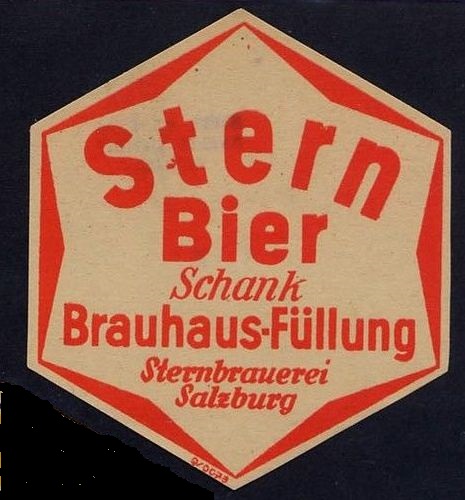 Stern
Bier
Schank
Brauhaus-Füllung
Sternbrauerei
Salzburg